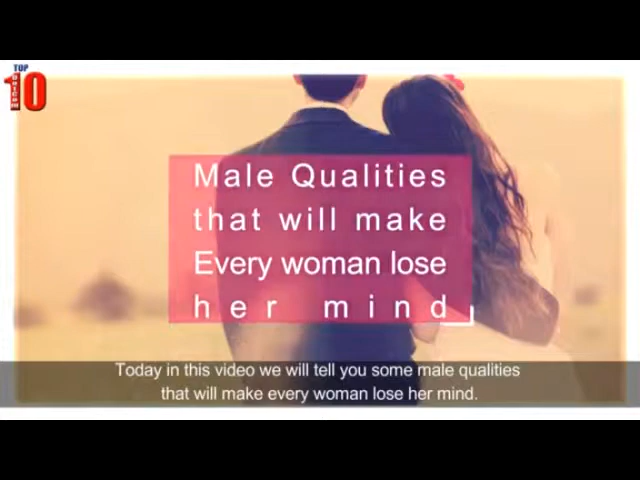 TOP
10
Male Qualities
that will make
Every woman lose
her mind
Today in this video we will tell you some male qualities
that will make every woman lose her mind.